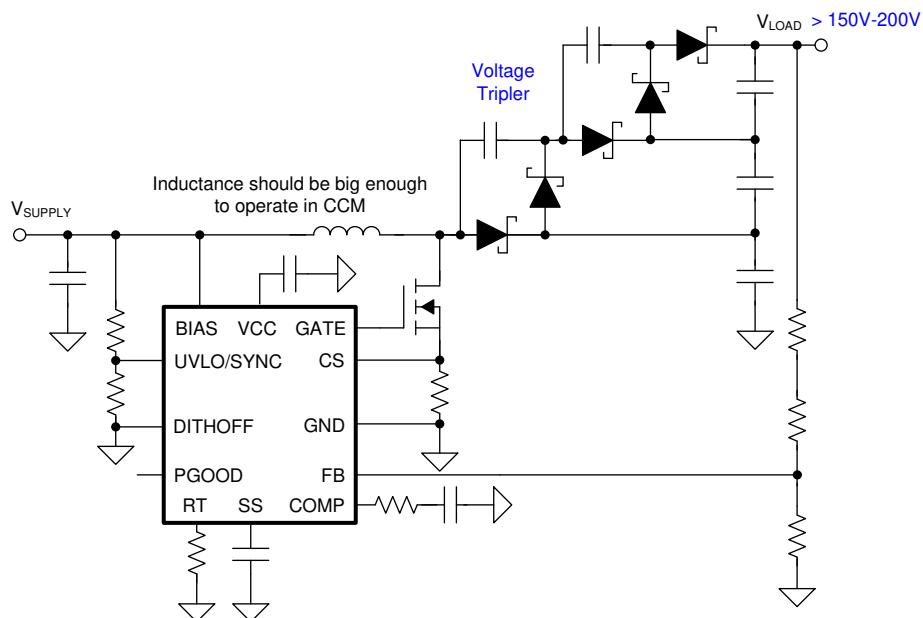 VLOAD > 150V-200V
Voltage
Tripler
Inductance should be big enough
to operate in CCM
VSUPPLY
BIAS VCC GATE
UVLO/SYNC CS
DITHOFF GND
PGOOD FB
RT SS COMP